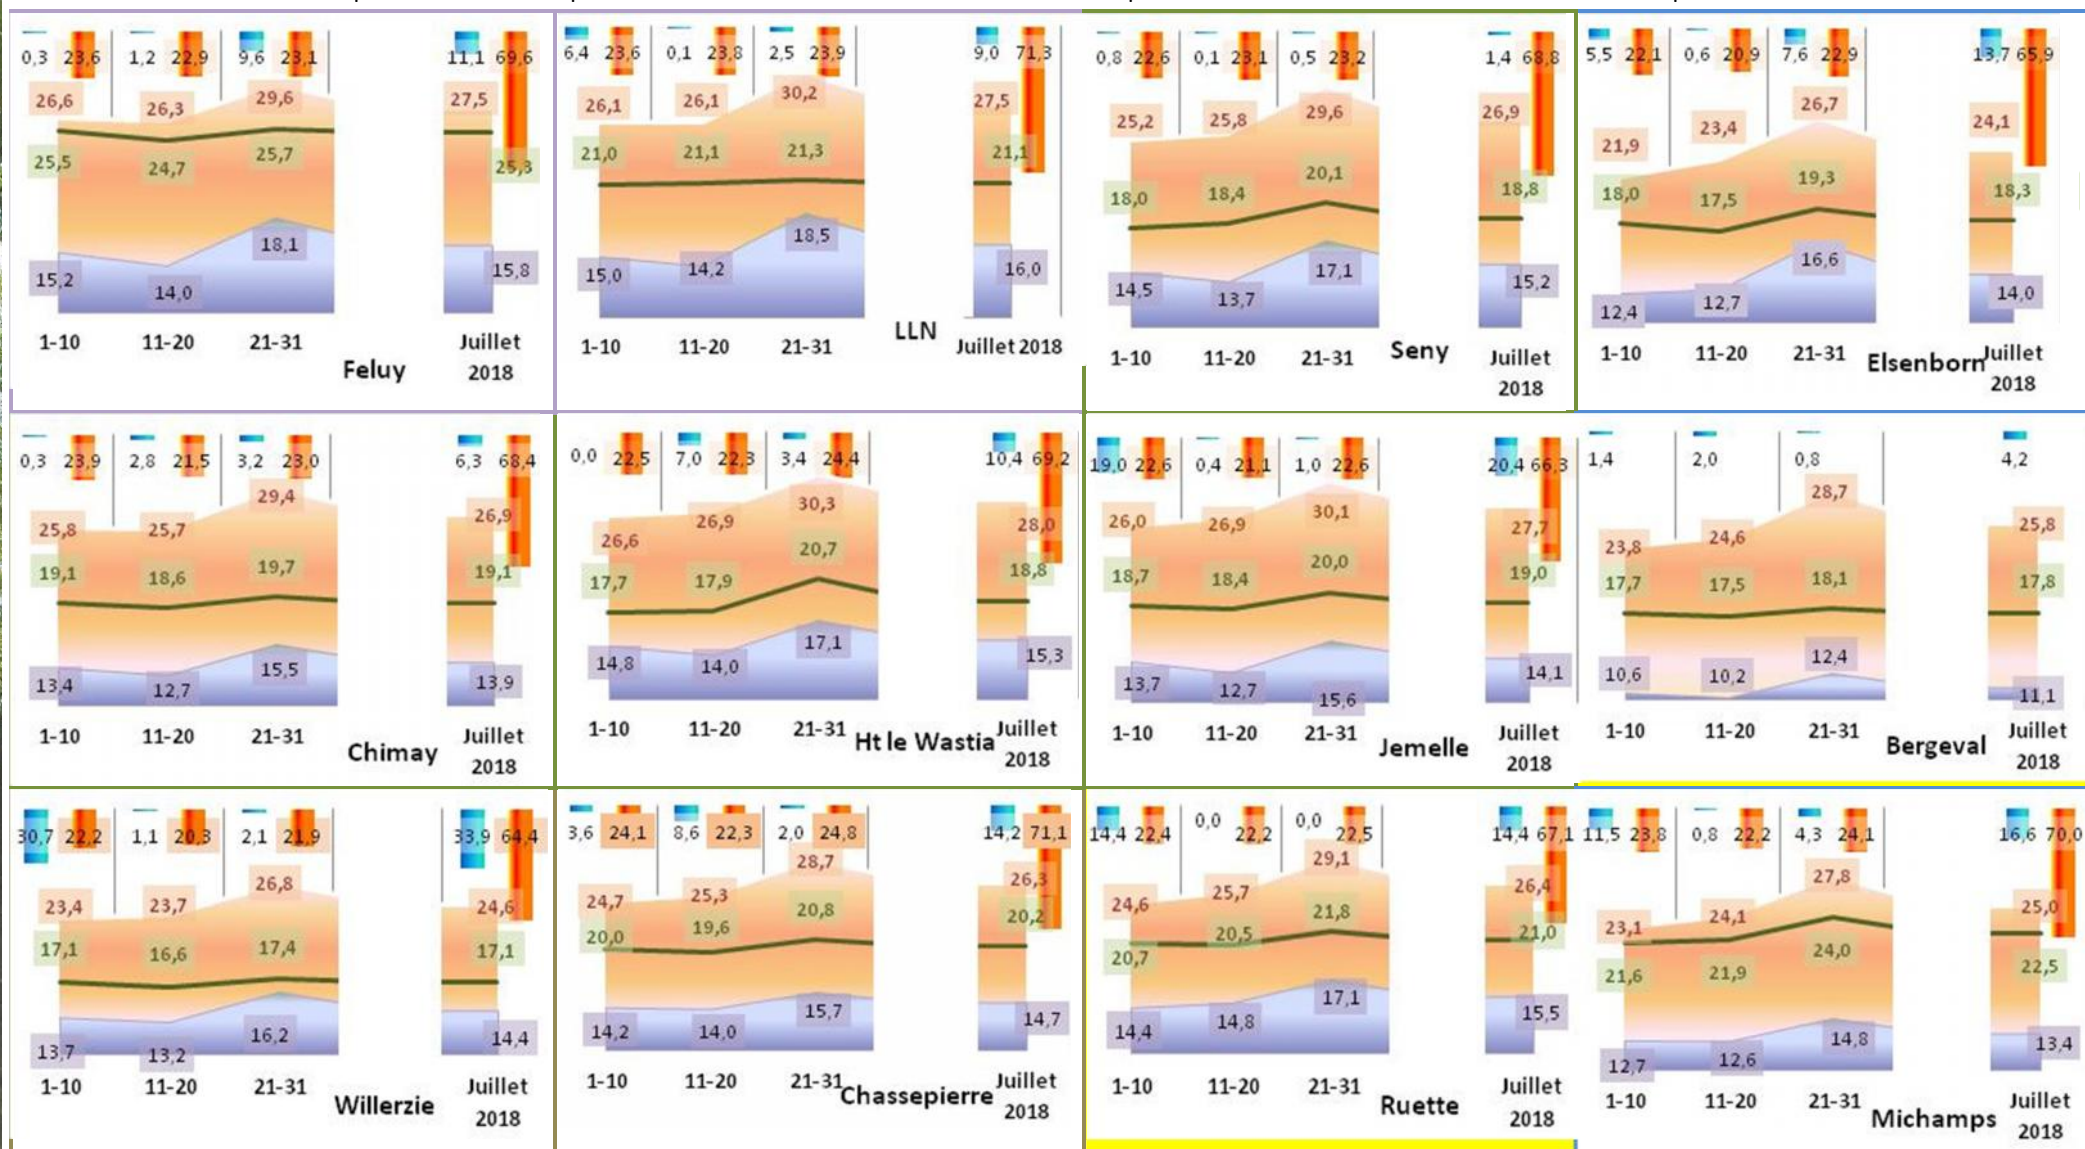 0,3 23,6 1,2 22,9 9,6 23,1 11,1 69,6
26,6 26,3 29,6 27,5
25,5 24,7 25,7 25,3
15,2 14,0 18,1 15,8
1-10 11-20 21-31 Juillet
2018
Feluy
6,4 23,6 0,1 23,8 2,5 23,9 9,0 71,3
26,1 26,1 30,2 27,5
21,0 21,1 21,3 21,1
15,0 14,2 18,5 16,0
1-10 11-20 21-31 Juillet 2018
LLN
0,8 22,6 0,1 23,1 0,5 23,2 1,4 68,8
25,2 25,8 29,6 26,9
18,0 18,4 20,1 18,8
14,5 13,7 17,1 15,2
1-10 11-20 21-31 Juillet
2018
Seny
5,5 22,1 0,6 20,9 7,6 22,9 13,7 65,9
21,9 23,4 26,7 24,1
18,0 17,5 19,3 18,3
12,4 12,7 16,6 14,0
1-10 11-20 21-31 Juillet
2018
Elsenborn
0,3 23,9 2,8 21,5 3,2 23,0 6,3 68,4
25,8 25,7 29,4 26,9
19,1 18,6 19,7 19,1
13,4 12,7 15,5 13,9
1-10 11-20 21-31 Juillet
2018
Chimay
0,0 22,5 7,0 22,3 3,4 24,4 10,4 69,2
26,6 26,9 30,3 28,0
17,7 17,9 20,7 18,8
14,8 14,0 17,1 15,3
1-10 11-20 21-31 Juillet
2018
Ht le Wastia
19,0 22,6 0,4 21,1 1,0 22,6 20,4 66,3
26,0 26,9 30,1 27,7
18,7 18,4 20,0 19,0
13,7 12,7 15,6 14,1
1-10 11-20 21-31 Juillet
2018
Jemelle
1,4 2,0 0,8 4,2
23,8 24,6 28,7 25,8
17,7 17,5 18,1 17,8
10,6 10,2 12,4 11,1
1-10 11-20 21-31 Juillet
2018
Bergeval
30,7 22,2 1,1 20,3 2,1 21,9 33,9 64,4
23,4 23,7 26,8 24,6
17,1 16,6 17,4 17,1
13,7 13,2 16,2 14,4
1-10 11-20 21-31 Juillet
2018
Willerzie
3,6 24,1 8,6 22,3 2,0 24,8 14,2 71,1
24,7 25,3 28,7 26,3
20,0 19,6 20,8 20,2
14,2 14,0 15,7 14,7
1-10 11-20 21-31 Juillet
2018
Chassepierre
14,4 22,4 0,0 22,2 0,0 22,5 14,4 67,1
24,6 25,7 29,1 26,4
20,7 20,5 21,8 21,0
14,4 14,8 17,1 15,5
1-10 11-20 21-31 Juillet
2018
Ruette
11,5 23,8 0,8 22,2 4,3 24,1 16,6 70,0
23,1 24,1 27,8 25,0
21,6 21,9 24,0 22,5
12,7 12,6 14,8 13,4
1-10 11-20 21-31 Juillet
2018
Michamps